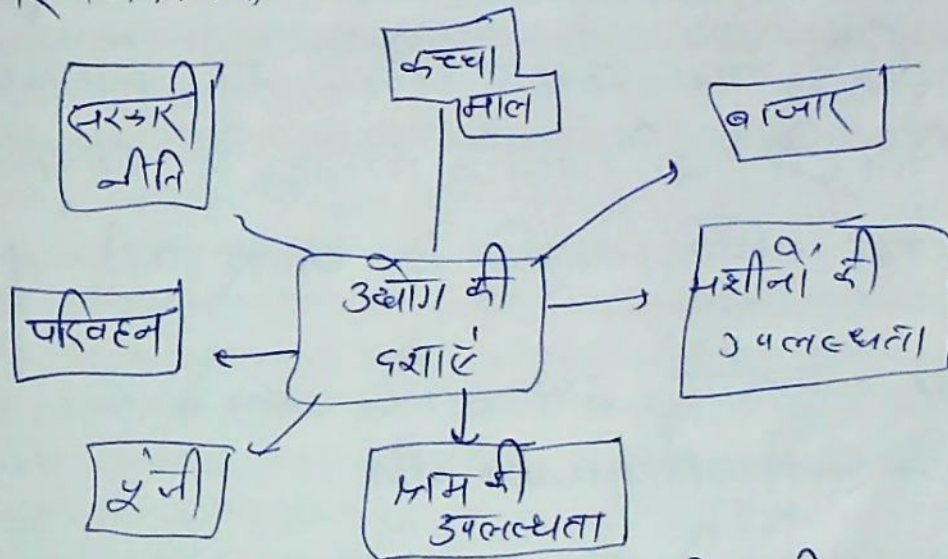 कच्चा
माल
सरकारी
नीति
बाजार
उद्योग की
दशाएं
मशीनों की
उपलब्धता
परिवहन
पूंजी
श्रम की
उपलब्धता